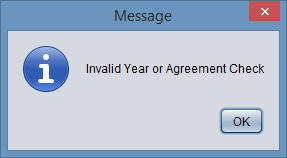 Message
Invalid Year or Agreement Check
OK